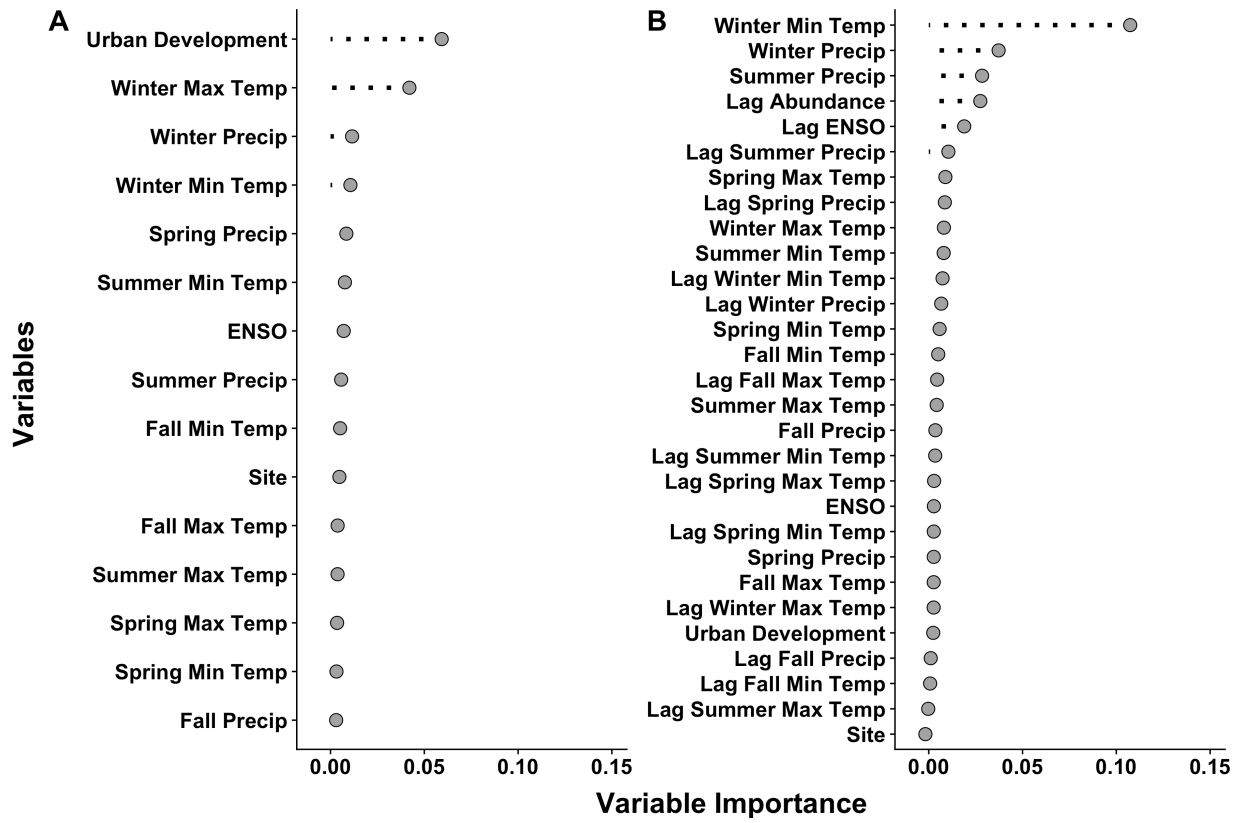 A
Urban Development
Winter Max Temp
Winter Precip
Winter Min Temp
Spring Precip
Summer Min Temp
ENSO
Summer Precip
Fall Min Temp
Site
Fall Max Temp
Summer Max Temp
Spring Max Temp
Spring Min Temp
Fall Precip
0.00 0.05 0.10 0.15
Variables
B
Winter Min Temp
Winter Precip
Summer Precip
Lag Abundance
Lag ENSO
Lag Summer Precip
Spring Max Temp
Lag Spring Precip
Winter Max Temp
Summer Min Temp
Lag Winter Min Temp
Lag Winter Precip
Spring Min Temp
Fall Min Temp
Lag Fall Max Temp
Summer Max Temp
Fall Precip
Lag Summer Min Temp
Lag Spring Max Temp
ENSO
Lag Spring Min Temp
Spring Precip
Fall Max Temp
Lag Winter Max Temp
Urban Development
Lag Fall Precip
Lag Fall Min Temp
Lag Summer Max Temp
Site
0.00 0.05 0.10 0.15
Variable Importance